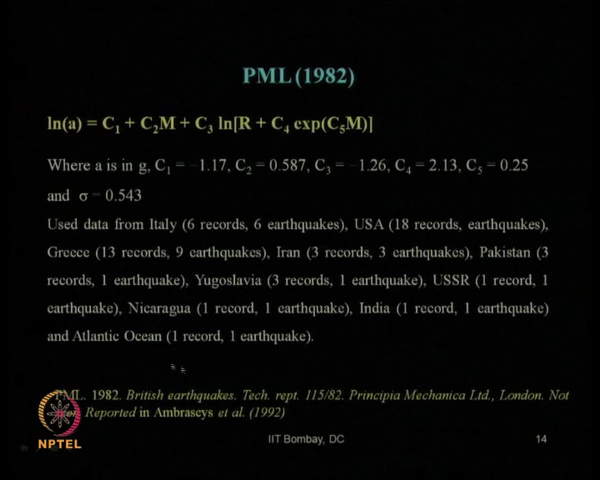 PML (1982)
ln(a) = C₁ + C₂M + C₃ ln[R + C₄ exp(C₅M)]
Where a is in g, C₁ = −1.17, C₂ = 0.587, C₃ = −1.26, C₄ = 2.13, C₅ = 0.25
and σ = 0.543
Used data from Italy (6 records, 6 earthquakes), USA (18 records, earthquakes),
Greece (13 records, 9 earthquakes), Iran (3 records, 3 earthquakes), Pakistan (3
records, 1 earthquake), Yugoslavia (3 records, 1 earthquake), USSR (1 record, 1
earthquake), Nicaragua (1 record, 1 earthquake), India (1 record, 1 earthquake)
and Atlantic Ocean (1 record, 1 earthquake).
PML. 1982. British earthquakes. Tech. rept. 115/82. Principia Mechanica Ltd., London. Not
Reported in Ambraseys et al. (1992)
NPTEL
IIT Bombay, DC
14